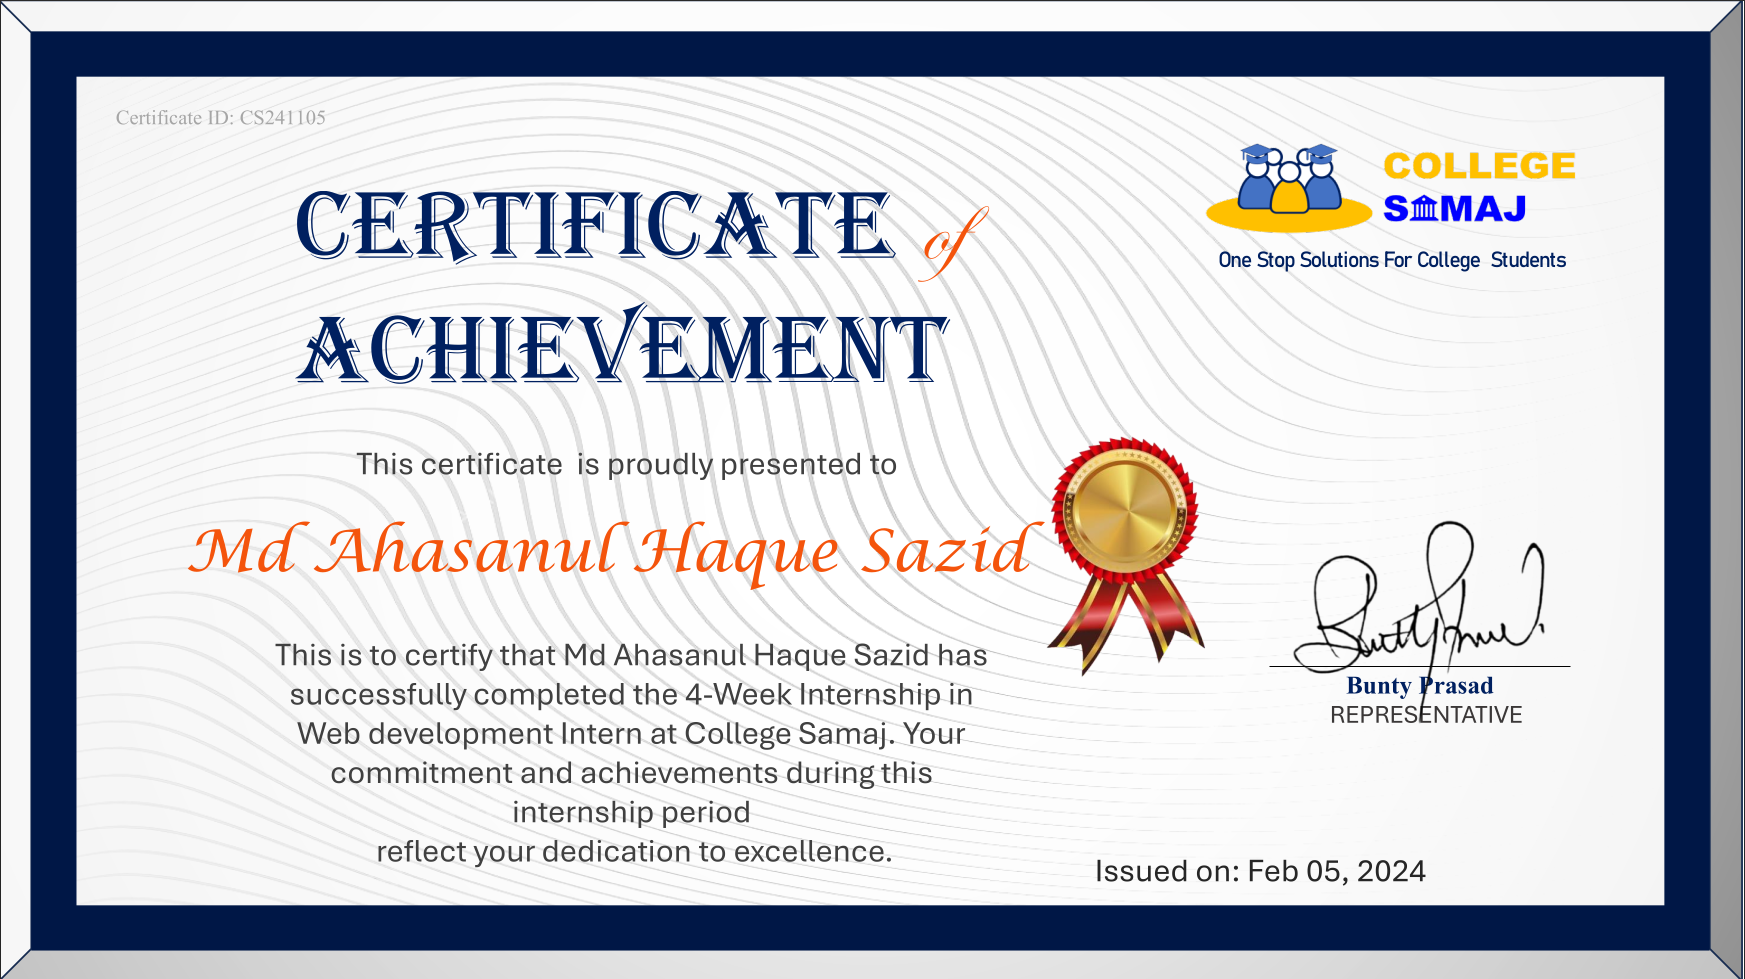 Certificate ID: CS241105
COLLEGE
SAMAJ
One Stop Solutions For College Students
CERTIFICATE of
ACHIEVEMENT
This certificate is proudly presented to
Md Ahasanul Haque Sazid
This is to certify that Md Ahasanul Haque Sazid has
successfully completed the 4-Week Internship in
Web development Intern at College Samaj. Your
commitment and achievements during this
internship period
reflect your dedication to excellence.
Bunty Prasad
Bunty Prasad
REPRESENTATIVE
Issued on: Feb 05, 2024